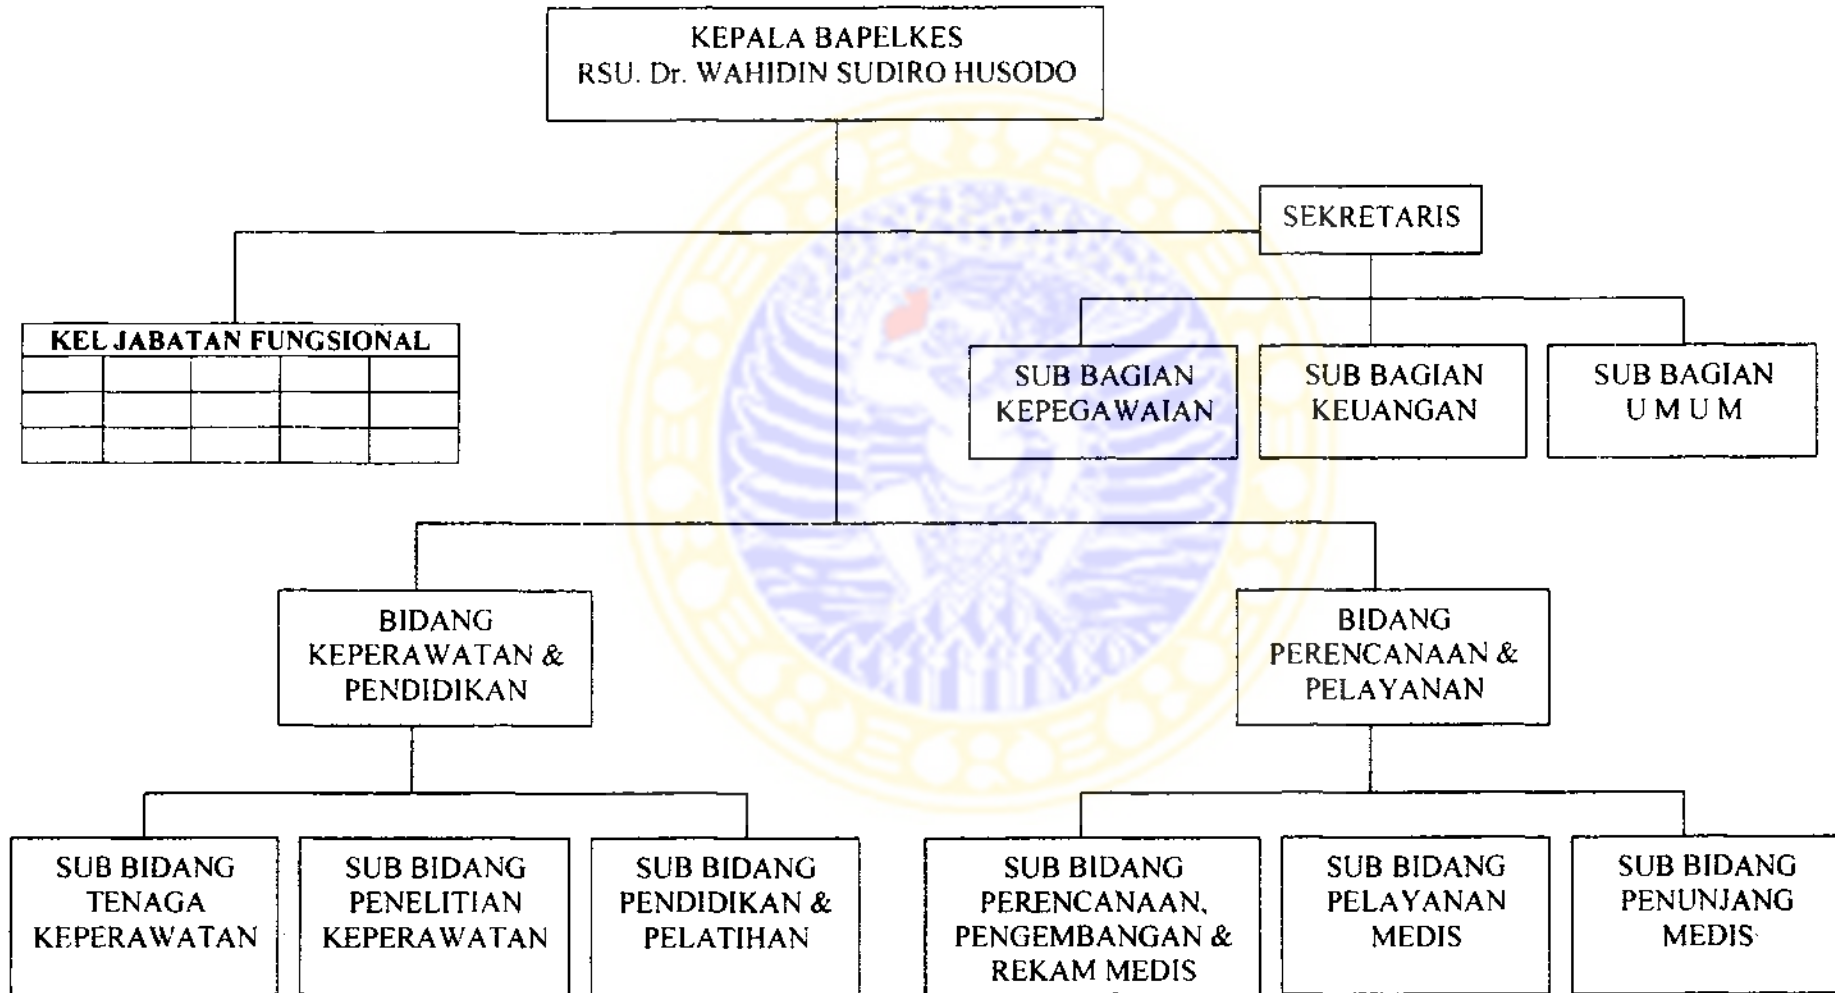 KEPALA BAPELKES
RSU. Dr. WAHIDIN SUDIRO HUSODO
SEKRETARIS
KEL JABATAN FUNGSIONAL
SUB BAGIAN
KEPEGAWAIAN
SUB BAGIAN
KEUANGAN
SUB BAGIAN
U M U M
BIDANG
KEPERAWATAN &
PENDIDIKAN
BIDANG
PERENCANAAN &
PELAYANAN
SUB BIDANG
TENAGA
KEPERAWATAN
SUB BIDANG
PENELITIAN
KEPERAWATAN
SUB BIDANG
PENDIDIKAN &
PELATIHAN
SUB BIDANG
PERENCANAAN,
PENGEMBANGAN &
REKAM MEDIS
SUB BIDANG
PELAYANAN
MEDIS
SUB BIDANG
PENUNJANG
MEDIS